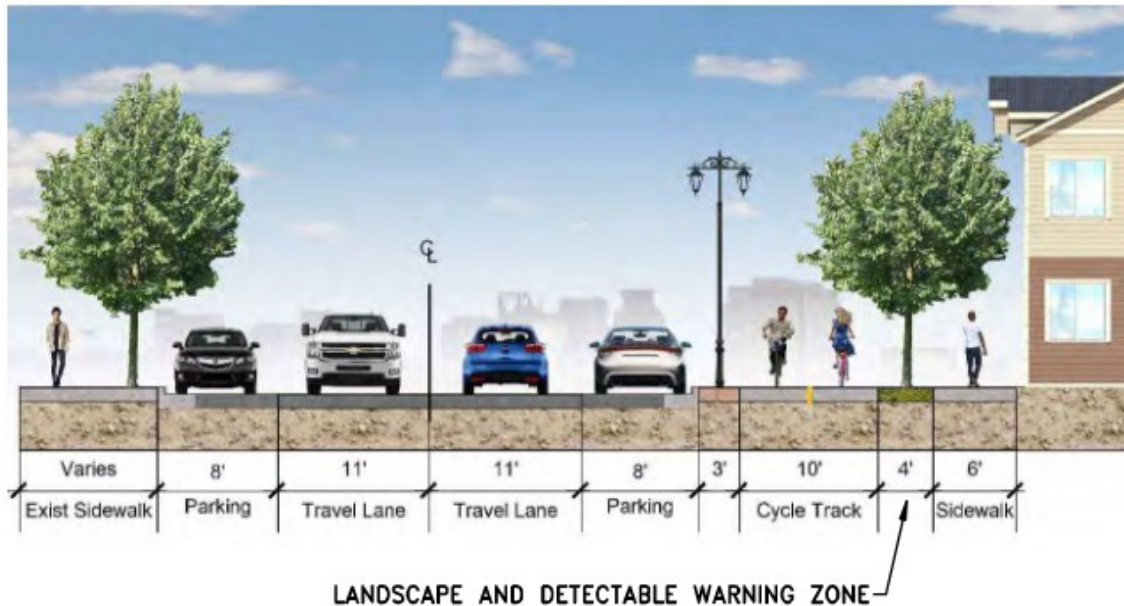 ℄
Varies 8' 11' 11' 8' 3' 10' 4' 6'
Exist Sidewalk Parking Travel Lane Travel Lane Parking Cycle Track Sidewalk
LANDSCAPE AND DETECTABLE WARNING ZONE